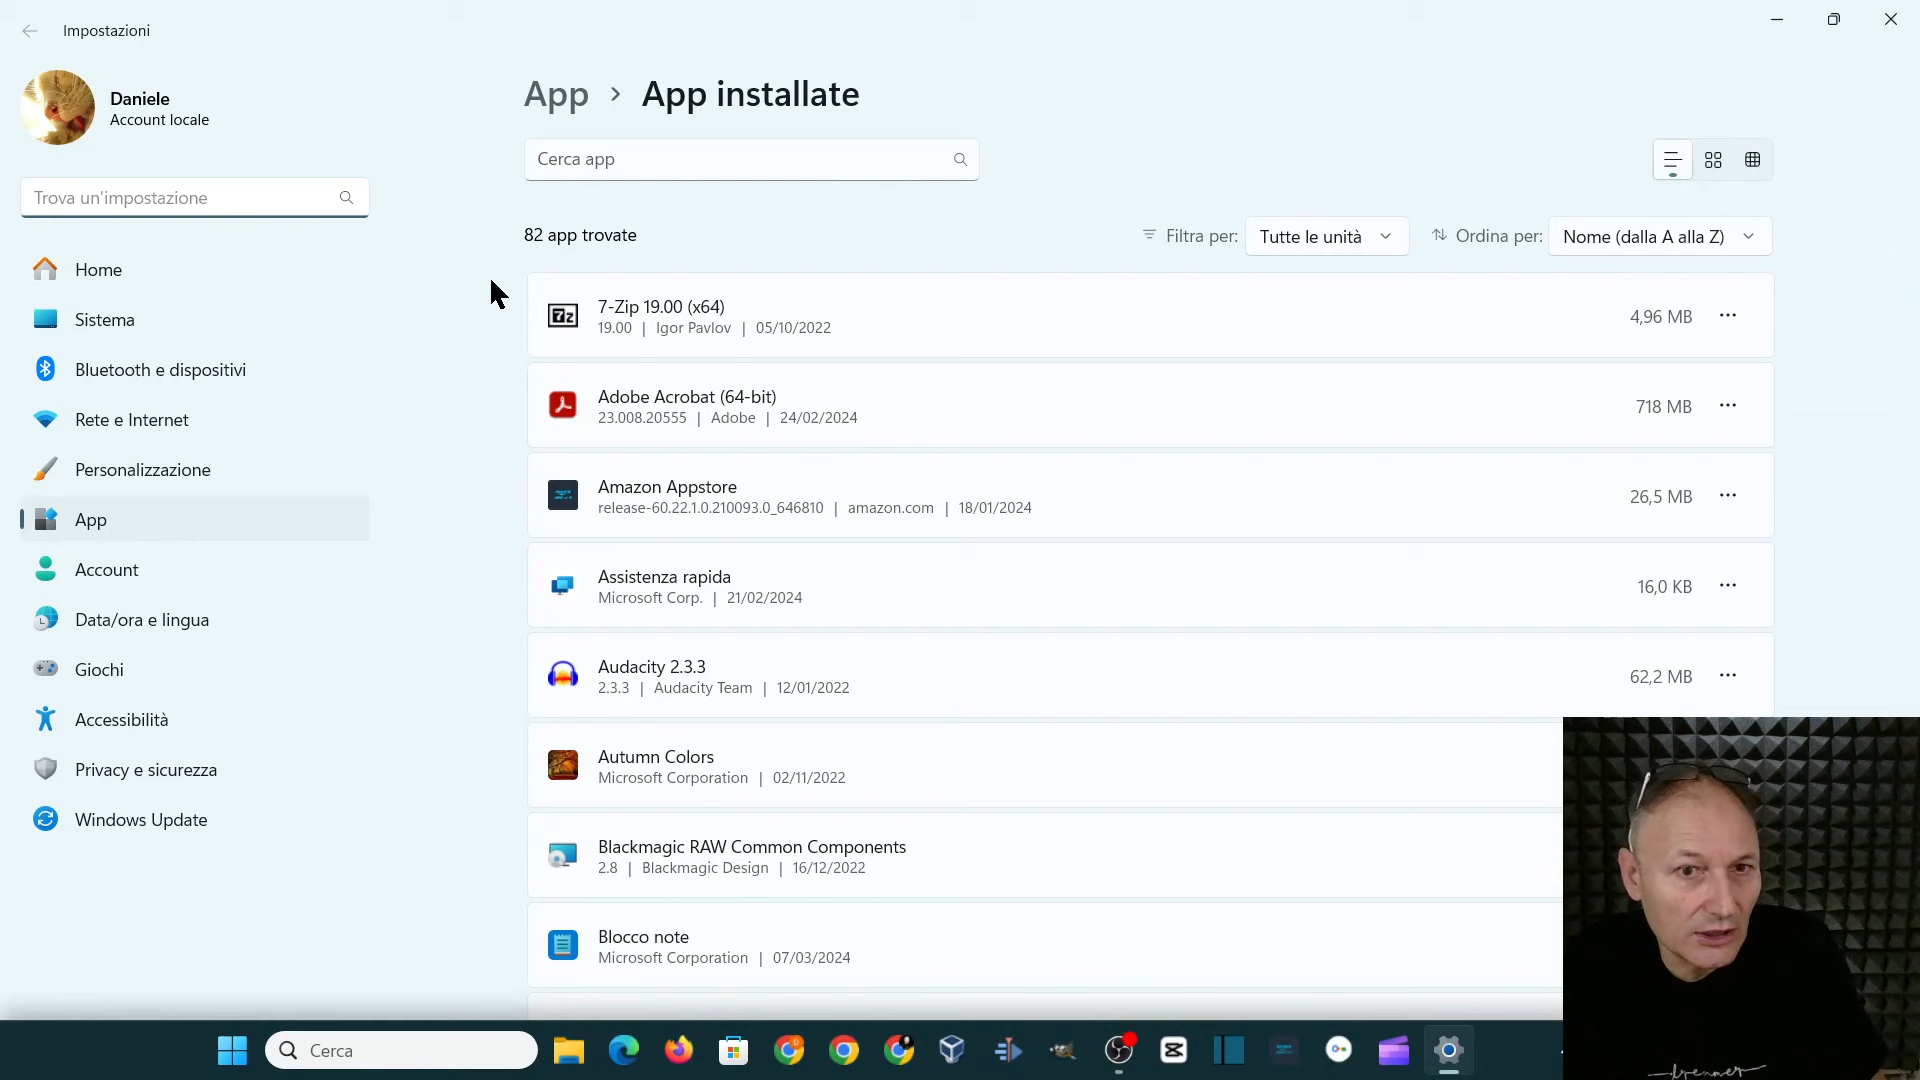 Impostazioni
Daniele
Account locale
Trova un'impostazione
Home
Sistema
Bluetooth e dispositivi
Rete e Internet
Personalizzazione
App
Account
Data/ora e lingua
Giochi
Accessibilità
Privacy e sicurezza
Windows Update
App > App installate
Cerca app
82 app trovate
Filtra per: Tutte le unità
Ordina per: Nome (dalla A alla Z)
7-Zip 19.00 (x64)
19.00 | Igor Pavlov | 05/10/2022
4,96 MB
Adobe Acrobat (64-bit)
23.008.20555 | Adobe | 24/02/2024
718 MB
Amazon Appstore
release-60.22.1.0.210093.0_646810 | amazon.com | 18/01/2024
26,5 MB
Assistenza rapida
Microsoft Corp. | 21/02/2024
16,0 KB
Audacity 2.3.3
2.3.3 | Audacity Team | 12/01/2022
62,2 MB
Autumn Colors
Microsoft Corporation | 02/11/2022
Blackmagic RAW Common Components
2.8 | Blackmagic Design | 16/12/2022
Blocco note
Microsoft Corporation | 07/03/2024
Cerca